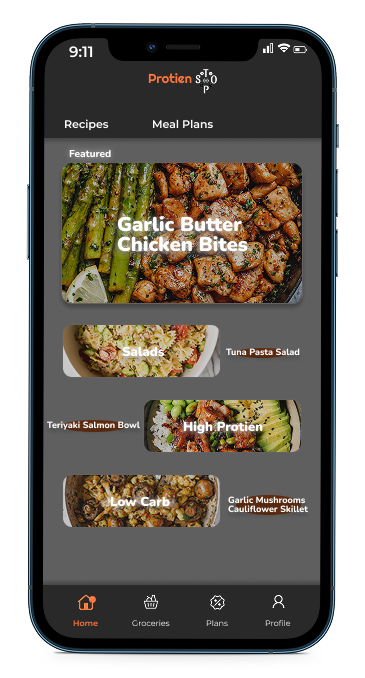 9:11
Protien STOP
Recipes Meal Plans
Featured
Garlic Butter
Chicken Bites
Salads
Tuna Pasta Salad
Teriyaki Salmon Bowl
High Protien
Low Carb
Garlic Mushrooms
Cauliflower Skillet
Home Groceries Plans Profile